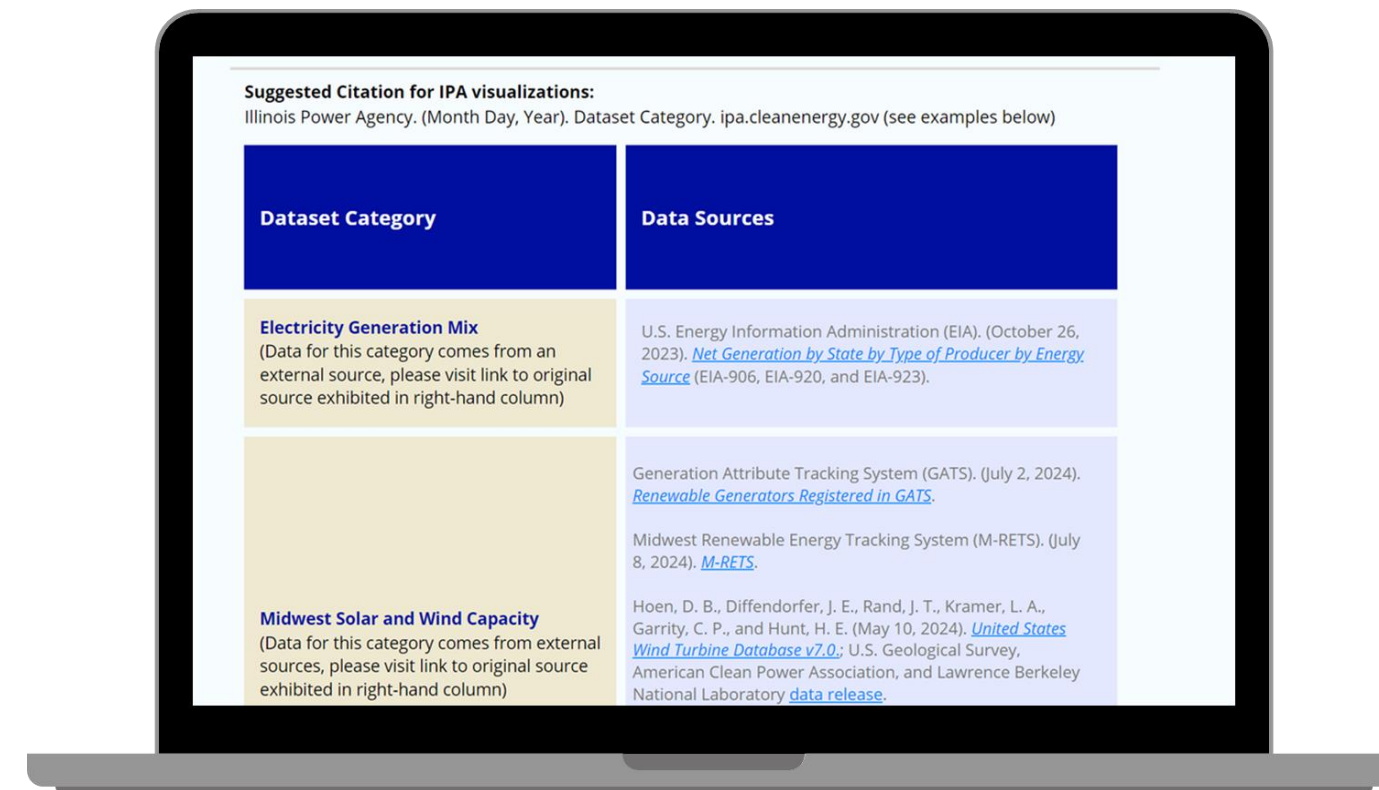 Suggested Citation for IPA visualizations:
Illinois Power Agency. (Month Day, Year). Dataset Category. ipa.cleanenergy.gov (see examples below)
Dataset Category
Data Sources
Electricity Generation Mix
(Data for this category comes from an
external source, please visit link to original
source exhibited in right-hand column)
U.S. Energy Information Administration (EIA). (October 26,
2023). Net Generation by State by Type of Producer by Energy
Source (EIA-906, EIA-920, and EIA-923).
Midwest Solar and Wind Capacity
(Data for this category comes from external
sources, please visit link to original source
exhibited in right-hand column)
Generation Attribute Tracking System (GATS). (July 2, 2024).
Renewable Generators Registered in GATS.
Midwest Renewable Energy Tracking System (M-RETS). (July
8, 2024). M-RETS.
Hoen, D. B., Diffendorfer, J. E., Rand, J. T., Kramer, L. A.,
Garrity, C. P., and Hunt, H. E. (May 10, 2024). United States
Wind Turbine Database v7.0.; U.S. Geological Survey,
American Clean Power Association, and Lawrence Berkeley
National Laboratory data release.